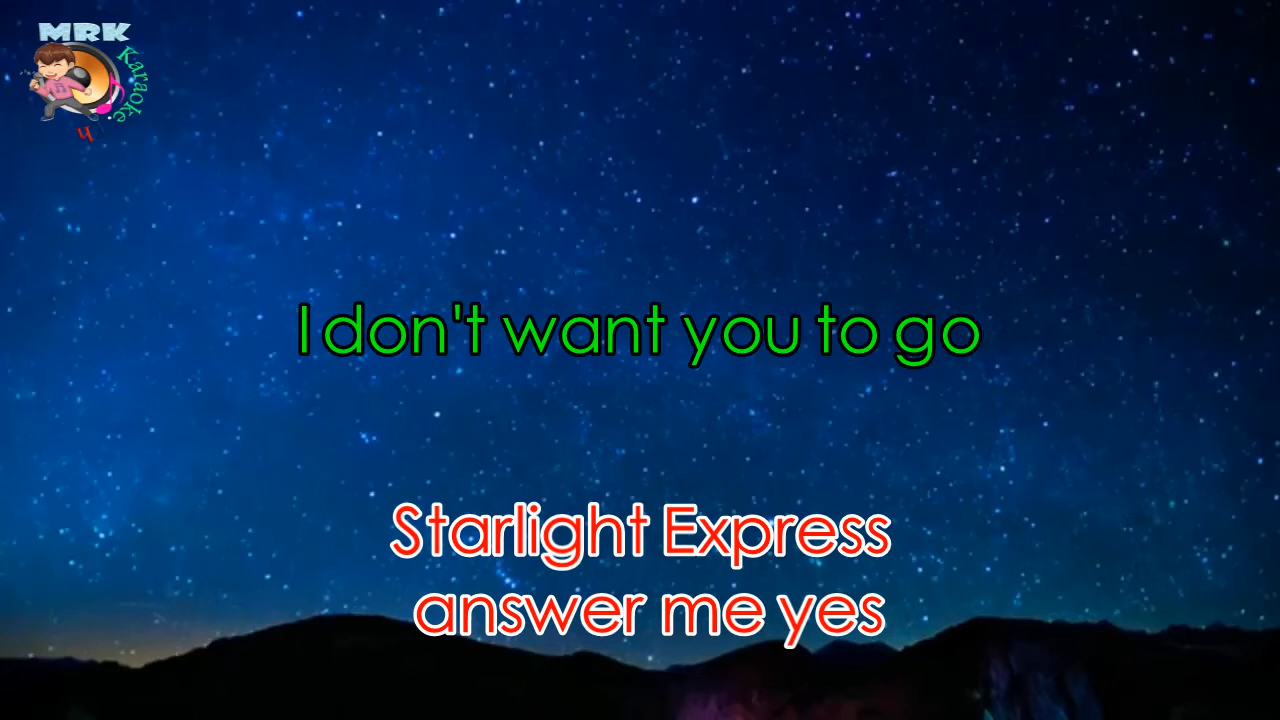 MRK
Karaoke
I don't want you to go
Starlight Express
answer me yes